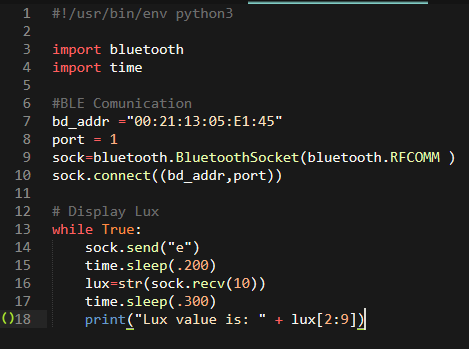 1 #!/usr/bin/env python3
2
3 import bluetooth
4 import time
5
6 #BLE Comunication
7 bd_addr ="00:21:13:05:E1:45"
8 port = 1
9 sock=bluetooth.BluetoothSocket(bluetooth.RFCOMM )
10 sock.connect((bd_addr,port))
11
12 # Display Lux
13 while True:
14     sock.send("e")
15     time.sleep(.200)
16     lux=str(sock.recv(10))
17     time.sleep(.300)
()18     print("Lux value is: " + lux[2:9])